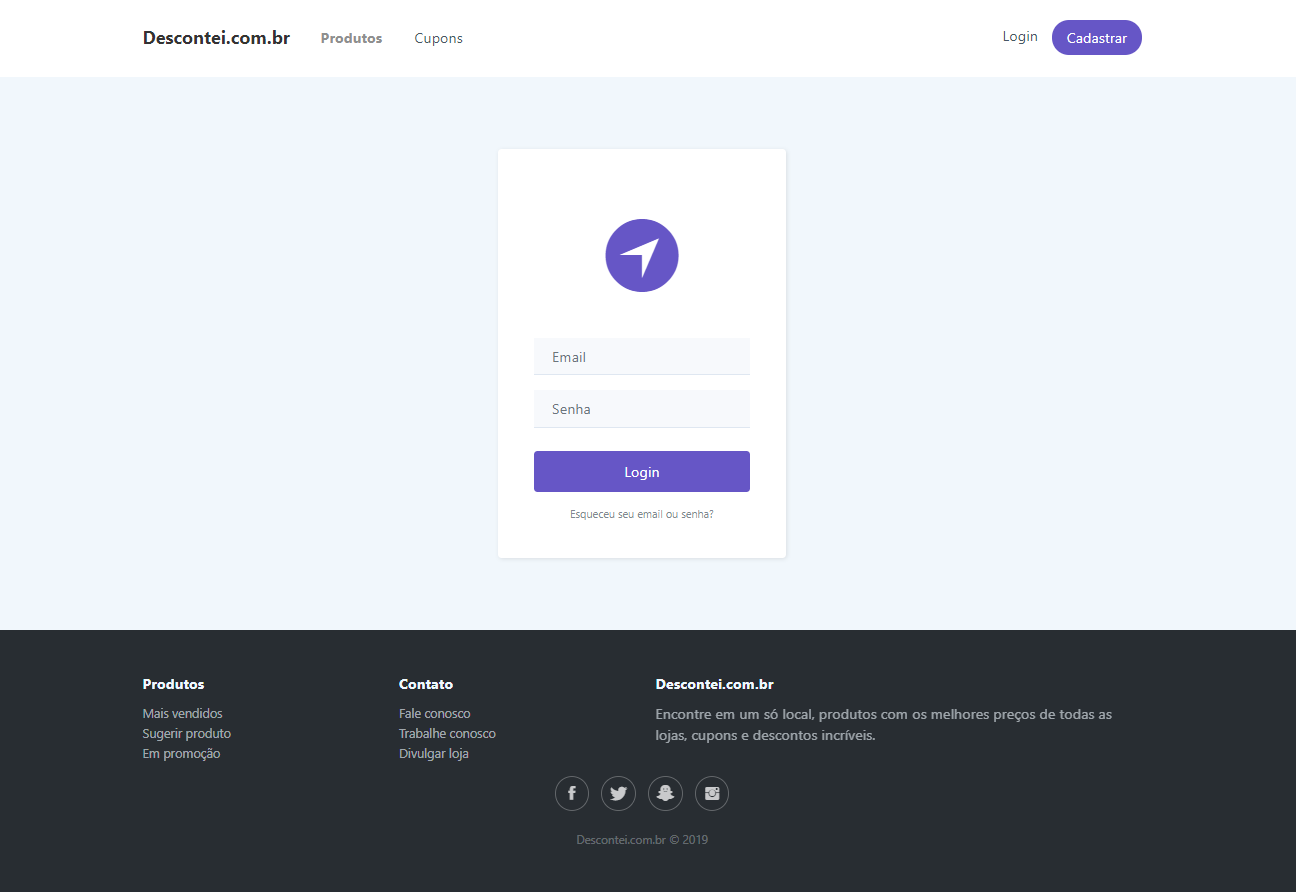 Descontei.com.br
Produtos
Cupons
Login
Cadastrar
Email
Senha
Login
Esqueceu seu email ou senha?
Produtos
Mais vendidos
Sugerir produto
Em promoção
Contato
Fale conosco
Trabalhe conosco
Divulgar loja
Descontei.com.br
Encontre em um só local, produtos com os melhores preços de todas as
lojas, cupons e descontos incríveis.
Descontei.com.br © 2019